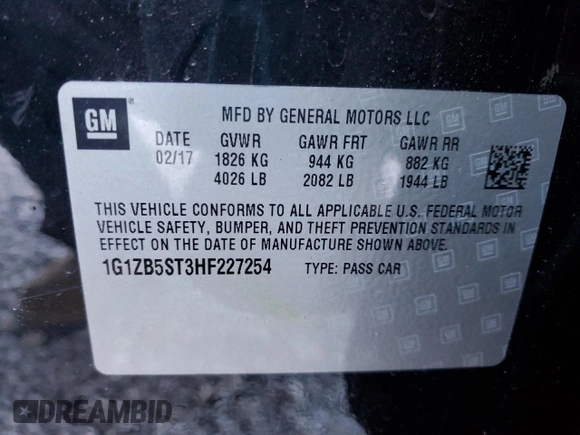 GM
MFD BY GENERAL MOTORS LLC
DATE GVWR GAWR FRT GAWR RR
02/17 1826 KG 944 KG 882 KG
4026 LB 2082 LB 1944 LB
THIS VEHICLE CONFORMS TO ALL APPLICABLE U.S. FEDERAL MOTOR
VEHICLE SAFETY, BUMPER, AND THEFT PREVENTION STANDARDS IN
EFFECT ON THE DATE OF MANUFACTURE SHOWN ABOVE.
1G1ZB5ST3HF227254 TYPE: PASS CAR
DREAMBID